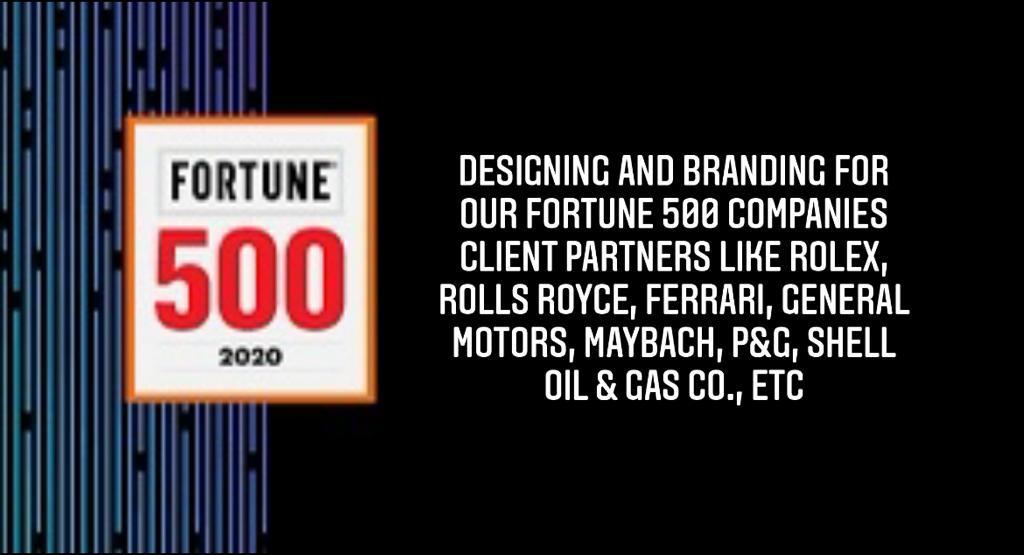 FORTUNE™
500
2020
DESIGNING AND BRANDING FOR
OUR FORTUNE 500 COMPANIES
CLIENT PARTNERS LIKE ROLEX,
ROLLS ROYCE, FERRARI, GENERAL
MOTORS, MAYBACH, P&G, SHELL
OIL & GAS CO., ETC